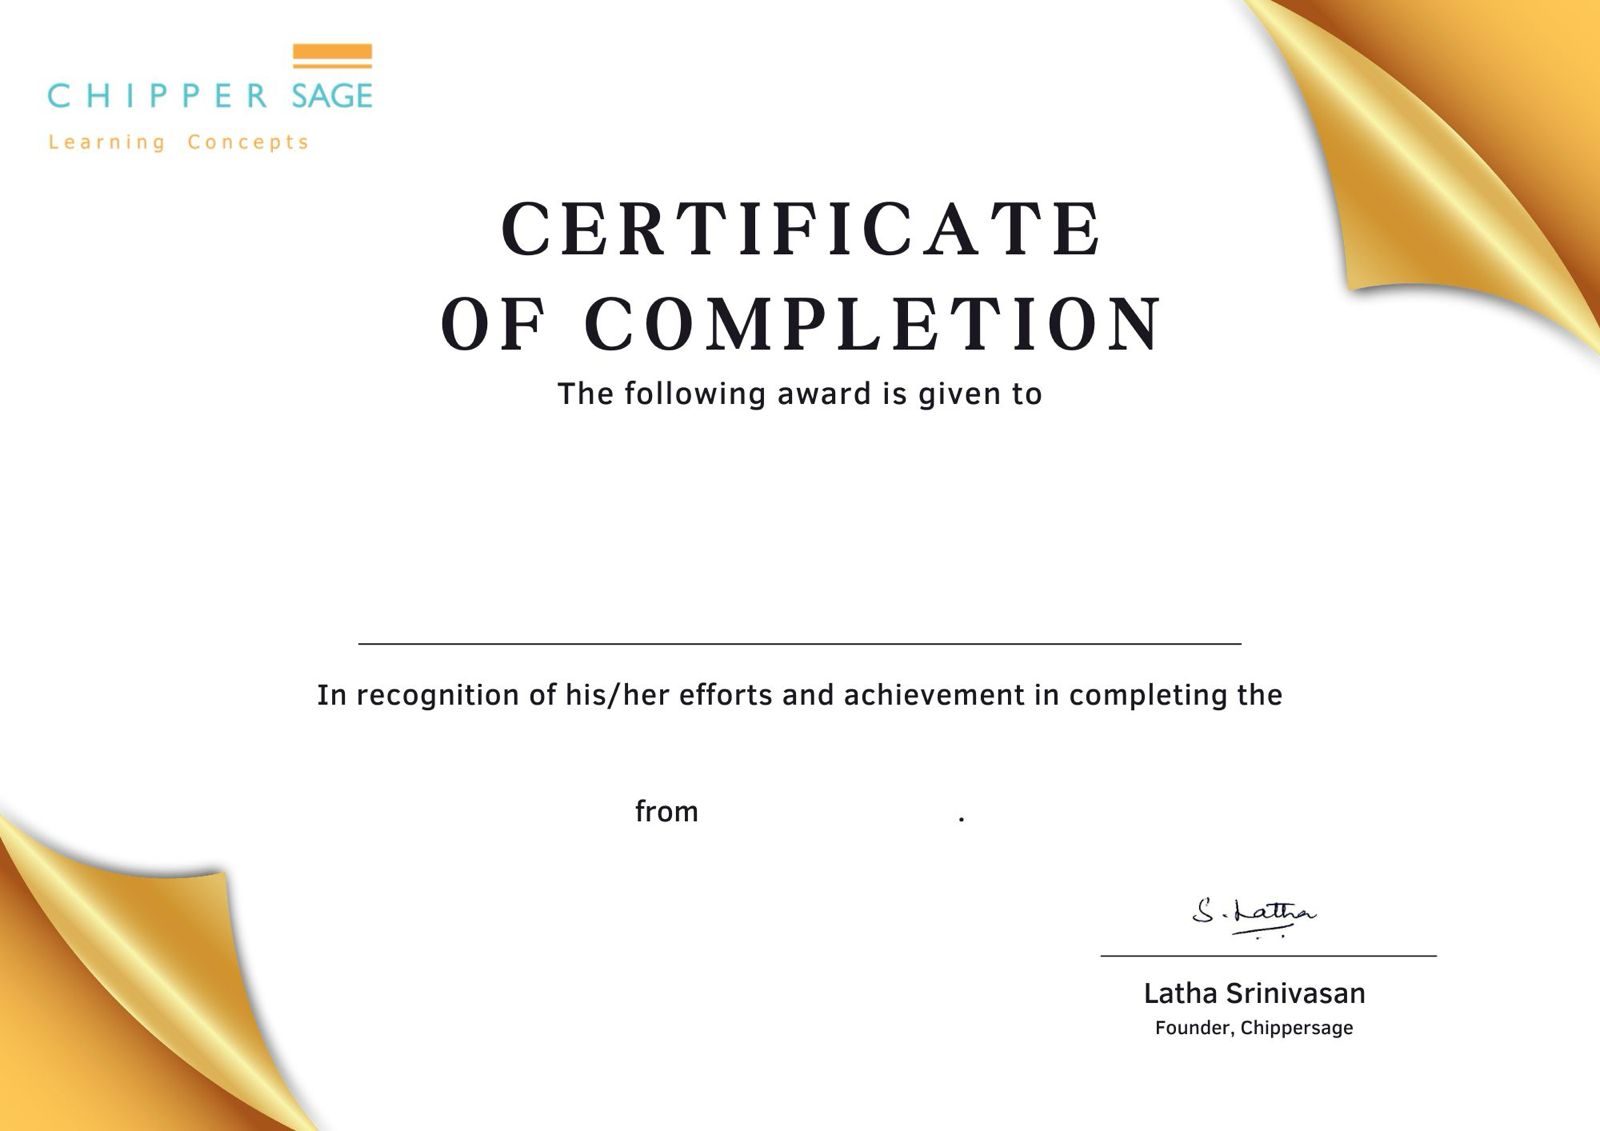 CHIPPER SAGE
Learning Concepts
CERTIFICATE
OF COMPLETION
The following award is given to
In recognition of his/her efforts and achievement in completing the
from .
S. Latha
Latha Srinivasan
Founder, Chippersage